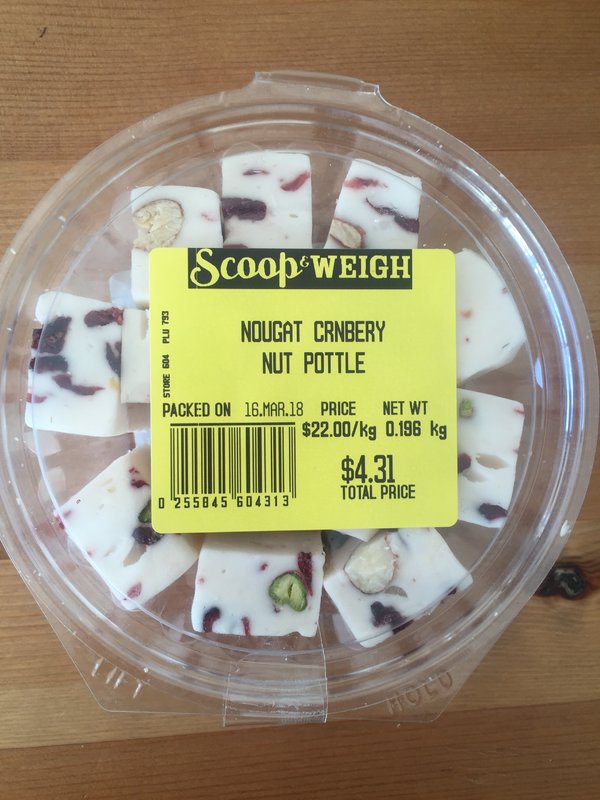 Scoop & WEIGH
STORE 604 PLU 793
NOUGAT CRNBERY
NUT POTTLE
PACKED ON 16.MAR.18 PRICE NET WT
$22.00/kg 0.196 kg
$4.31
TOTAL PRICE
0 255845 604313
LIFT
HOLD